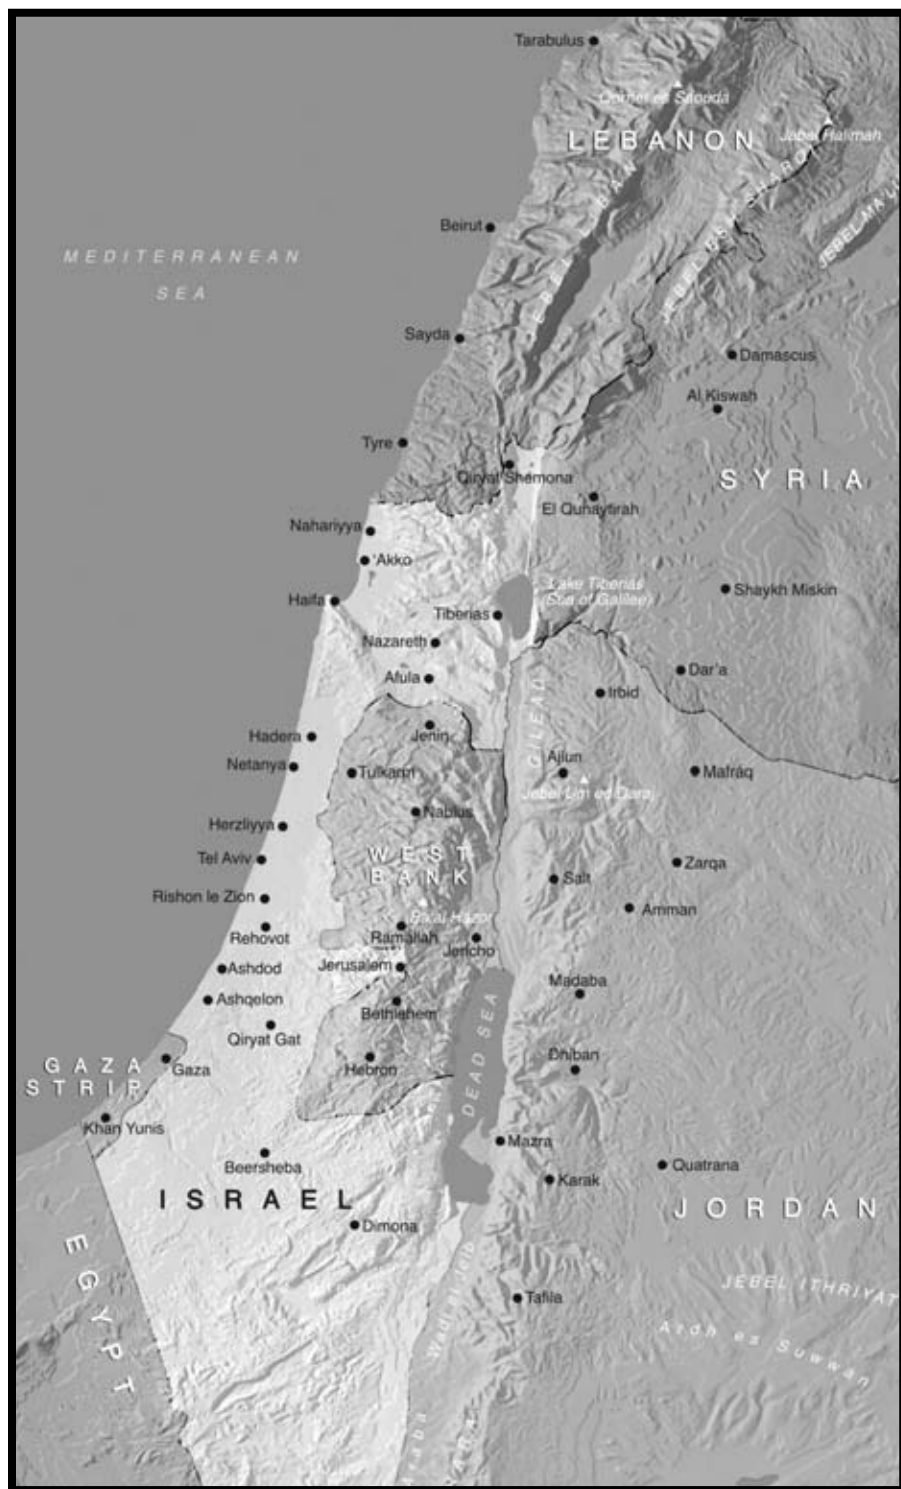 Tarabulus
Qornet es Saouda
LEBANON
Jabal Halimah
JEBEL MA'U
Beirut
MEDITERRANEAN
SEA
Sayda
Damascus
Al Kiswah
Tyre
Qiryat Shemona
SYRIA
El Qunaytirah
Nahariyya
'Akko
Haifa
Lake Tiberias
(Sea of Galilee)
Shaykh Miskin
Tiberias
Nazareth
Dar'a
Afula
GILEAD
Irbid
Hadera
Jenin
Netanya
Tulkarm
Ajlun
Mafraq
Nablus
Herzliyya
WEST
BANK
Tel Aviv
Zarqa
Salt
Rishon le Zion
Amman
Rehovot
Ramallah
Jericho
Ashdod
Jerusalem
Madaba
Ashqelon
Bethlehem
DEAD SEA
Qiryat Gat
Dhiban
GAZA
STRIP
Gaza
Hebron
Khan Yunis
Mazra
Beersheba
Quatrana
Karak
ISRAEL
JORDAN
Dimona
EGYPT
JEBEL ITHRIYAT
Tafila
Ardh es Suwwan